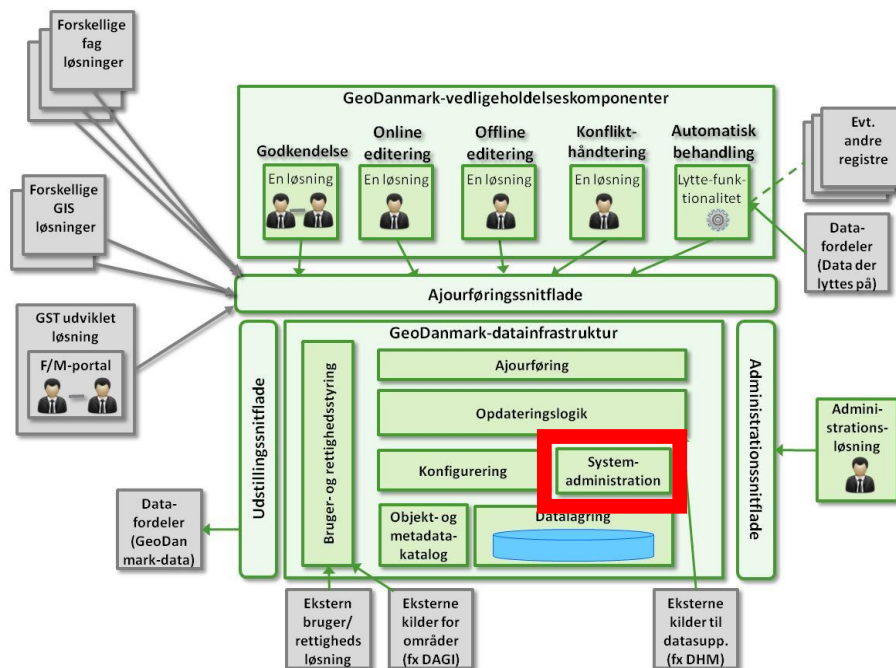 Forskellige
fag
løsninger
GeoDanmark-vedligeholdelseskomponenter
Godkendelse
Online
editering
Offline
editering
Konflikt-
håndtering
Automatisk
behandling
En løsning
En løsning
En løsning
En løsning
Lytte-funk-
tionalitet
Evt.
andre
registre
Forskellige
GIS
løsninger
Data-
fordeler
(Data der
lyttes på)
Ajourføringssnitflade
GST udviklet
løsning
F/M-portal
Udstillingssnitflade
GeoDanmark-datainfrastruktur
Bruger- og rettighedsstyring
Ajourføring
Opdateringslogik
Konfigurering
System-
administration
Objekt- og
metadata-
katalog
Datalagring
Administrationssnitflade
Admini-
strations-
løsning
Data-
fordeler
(GeoDan
mark-data)
Ekstern
bruger/
rettigheds
løsning
Eksterne
kilder for
områder
(fx DAGI)
Eksterne
kilder til
datasupp.
(fx DHM)